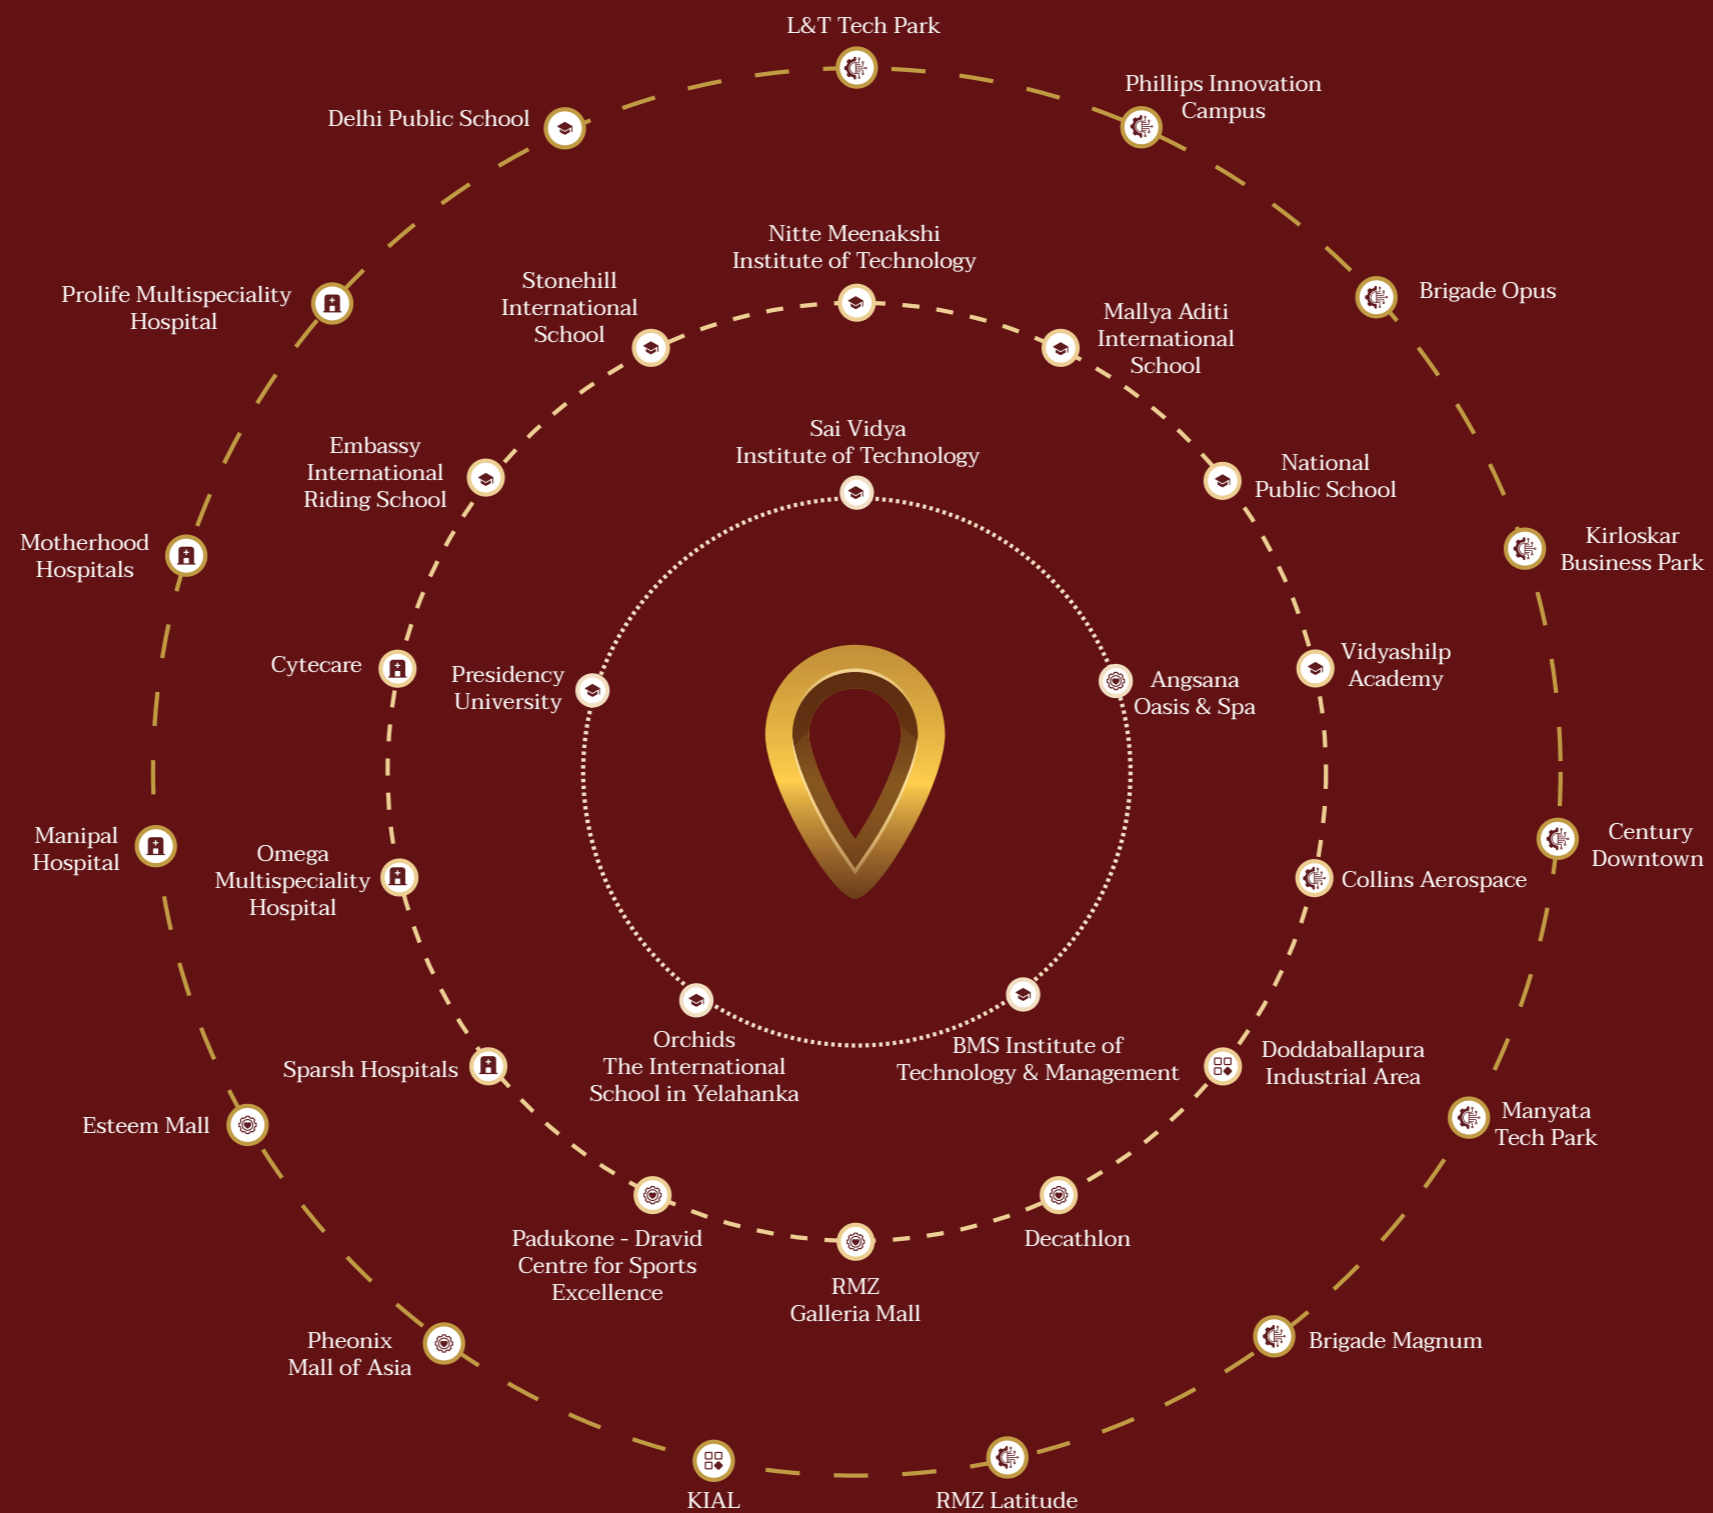 L&T Tech Park
Phillips Innovation
Campus
Delhi Public School
Nitte Meenakshi
Institute of Technology
Stonehill
International
School
Prolife Multispeciality
Hospital
Mallya Aditi
International
School
Brigade Opus
Sai Vidya
Institute of Technology
Embassy
International
Riding School
National
Public School
Motherhood
Hospitals
Kirloskar
Business Park
Cytecare
Presidency
University
Angsana
Oasis & Spa
Vidyashilp
Academy
Manipal
Hospital
Omega
Multispeciality
Hospital
Collins Aerospace
Century
Downtown
Sparsh Hospitals
Orchids
The International
School in Yelahanka
BMS Institute of
Technology & Management
Doddaballapura
Industrial Area
Esteem Mall
Manyata
Tech Park
Padukone - Dravid
Centre for Sports
Excellence
RMZ
Galleria Mall
Decathlon
Pheonix
Mall of Asia
Brigade Magnum
KIAL
RMZ Latitude